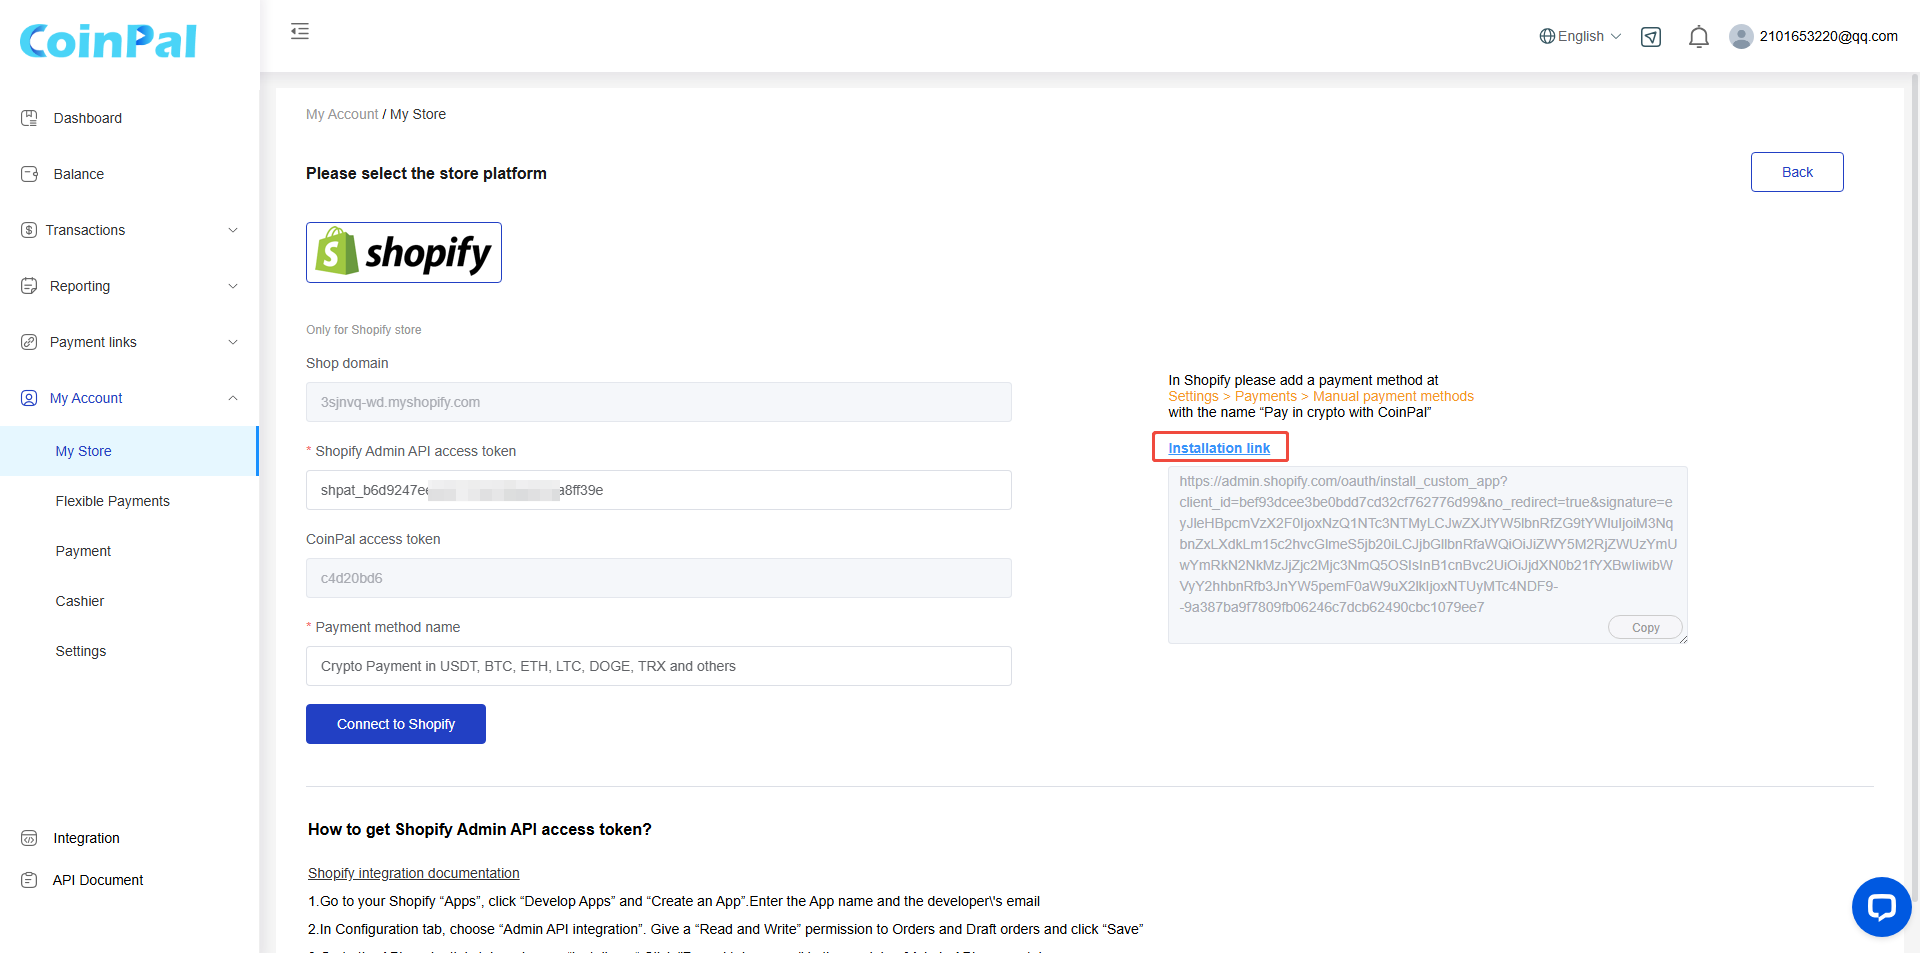 CoinPal
English
2101653220@qq.com
Dashboard
Balance
Transactions
Reporting
Payment links
My Account
My Store
Flexible Payments
Payment
Cashier
Settings
Integration
API Document
My Account / My Store
Please select the store platform
Back
shopify
Only for Shopify store
Shop domain
3sjnvq-wd.myshopify.com
* Shopify Admin API access token
shpat_b6d9247e a8ff39e
CoinPal access token
c4d20bd6
* Payment method name
Crypto Payment in USDT, BTC, ETH, LTC, DOGE, TRX and others
Connect to Shopify
In Shopify please add a payment method at
Settings > Payments > Manual payment methods
with the name “Pay in crypto with CoinPal”
Installation link
https://admin.shopify.com/oauth/install_custom_app?
client_id=bef93dcee3be0bdd7cd32cf762776d99&no_redirect=true&signature=e
yJleHBpcmVzX2F0IjoxNzQ1NTc3NTMyLCJwZXJtYW5lbnRfZG9tYWluIjoiM3Nq
bnZxLXdkLm15c2hvcGlmeS5jb20iLCJjbGllbnRfaWQiOiJiZWY5M2RjZWUzYmU
wYmRkN2NkMzJjZjc2Mjc3NmQ5OSIsInB1cnBvc2UiOiJjdXN0b21fYXBwIiwibW
VyY2hhbnRfb3JnYW5pemF0aW9uX2lkIjoxNTUyMTc4NDF9-
-9a387ba9f7809fb06246c7dcb62490cbc1079ee7
Copy
How to get Shopify Admin API access token?
Shopify integration documentation
1.Go to your Shopify “Apps”, click “Develop Apps” and “Create an App”.Enter the App name and the developer\'s email
2.In Configuration tab, choose “Admin API integration”. Give a “Read and Write” permission to Orders and Draft orders and click “Save”